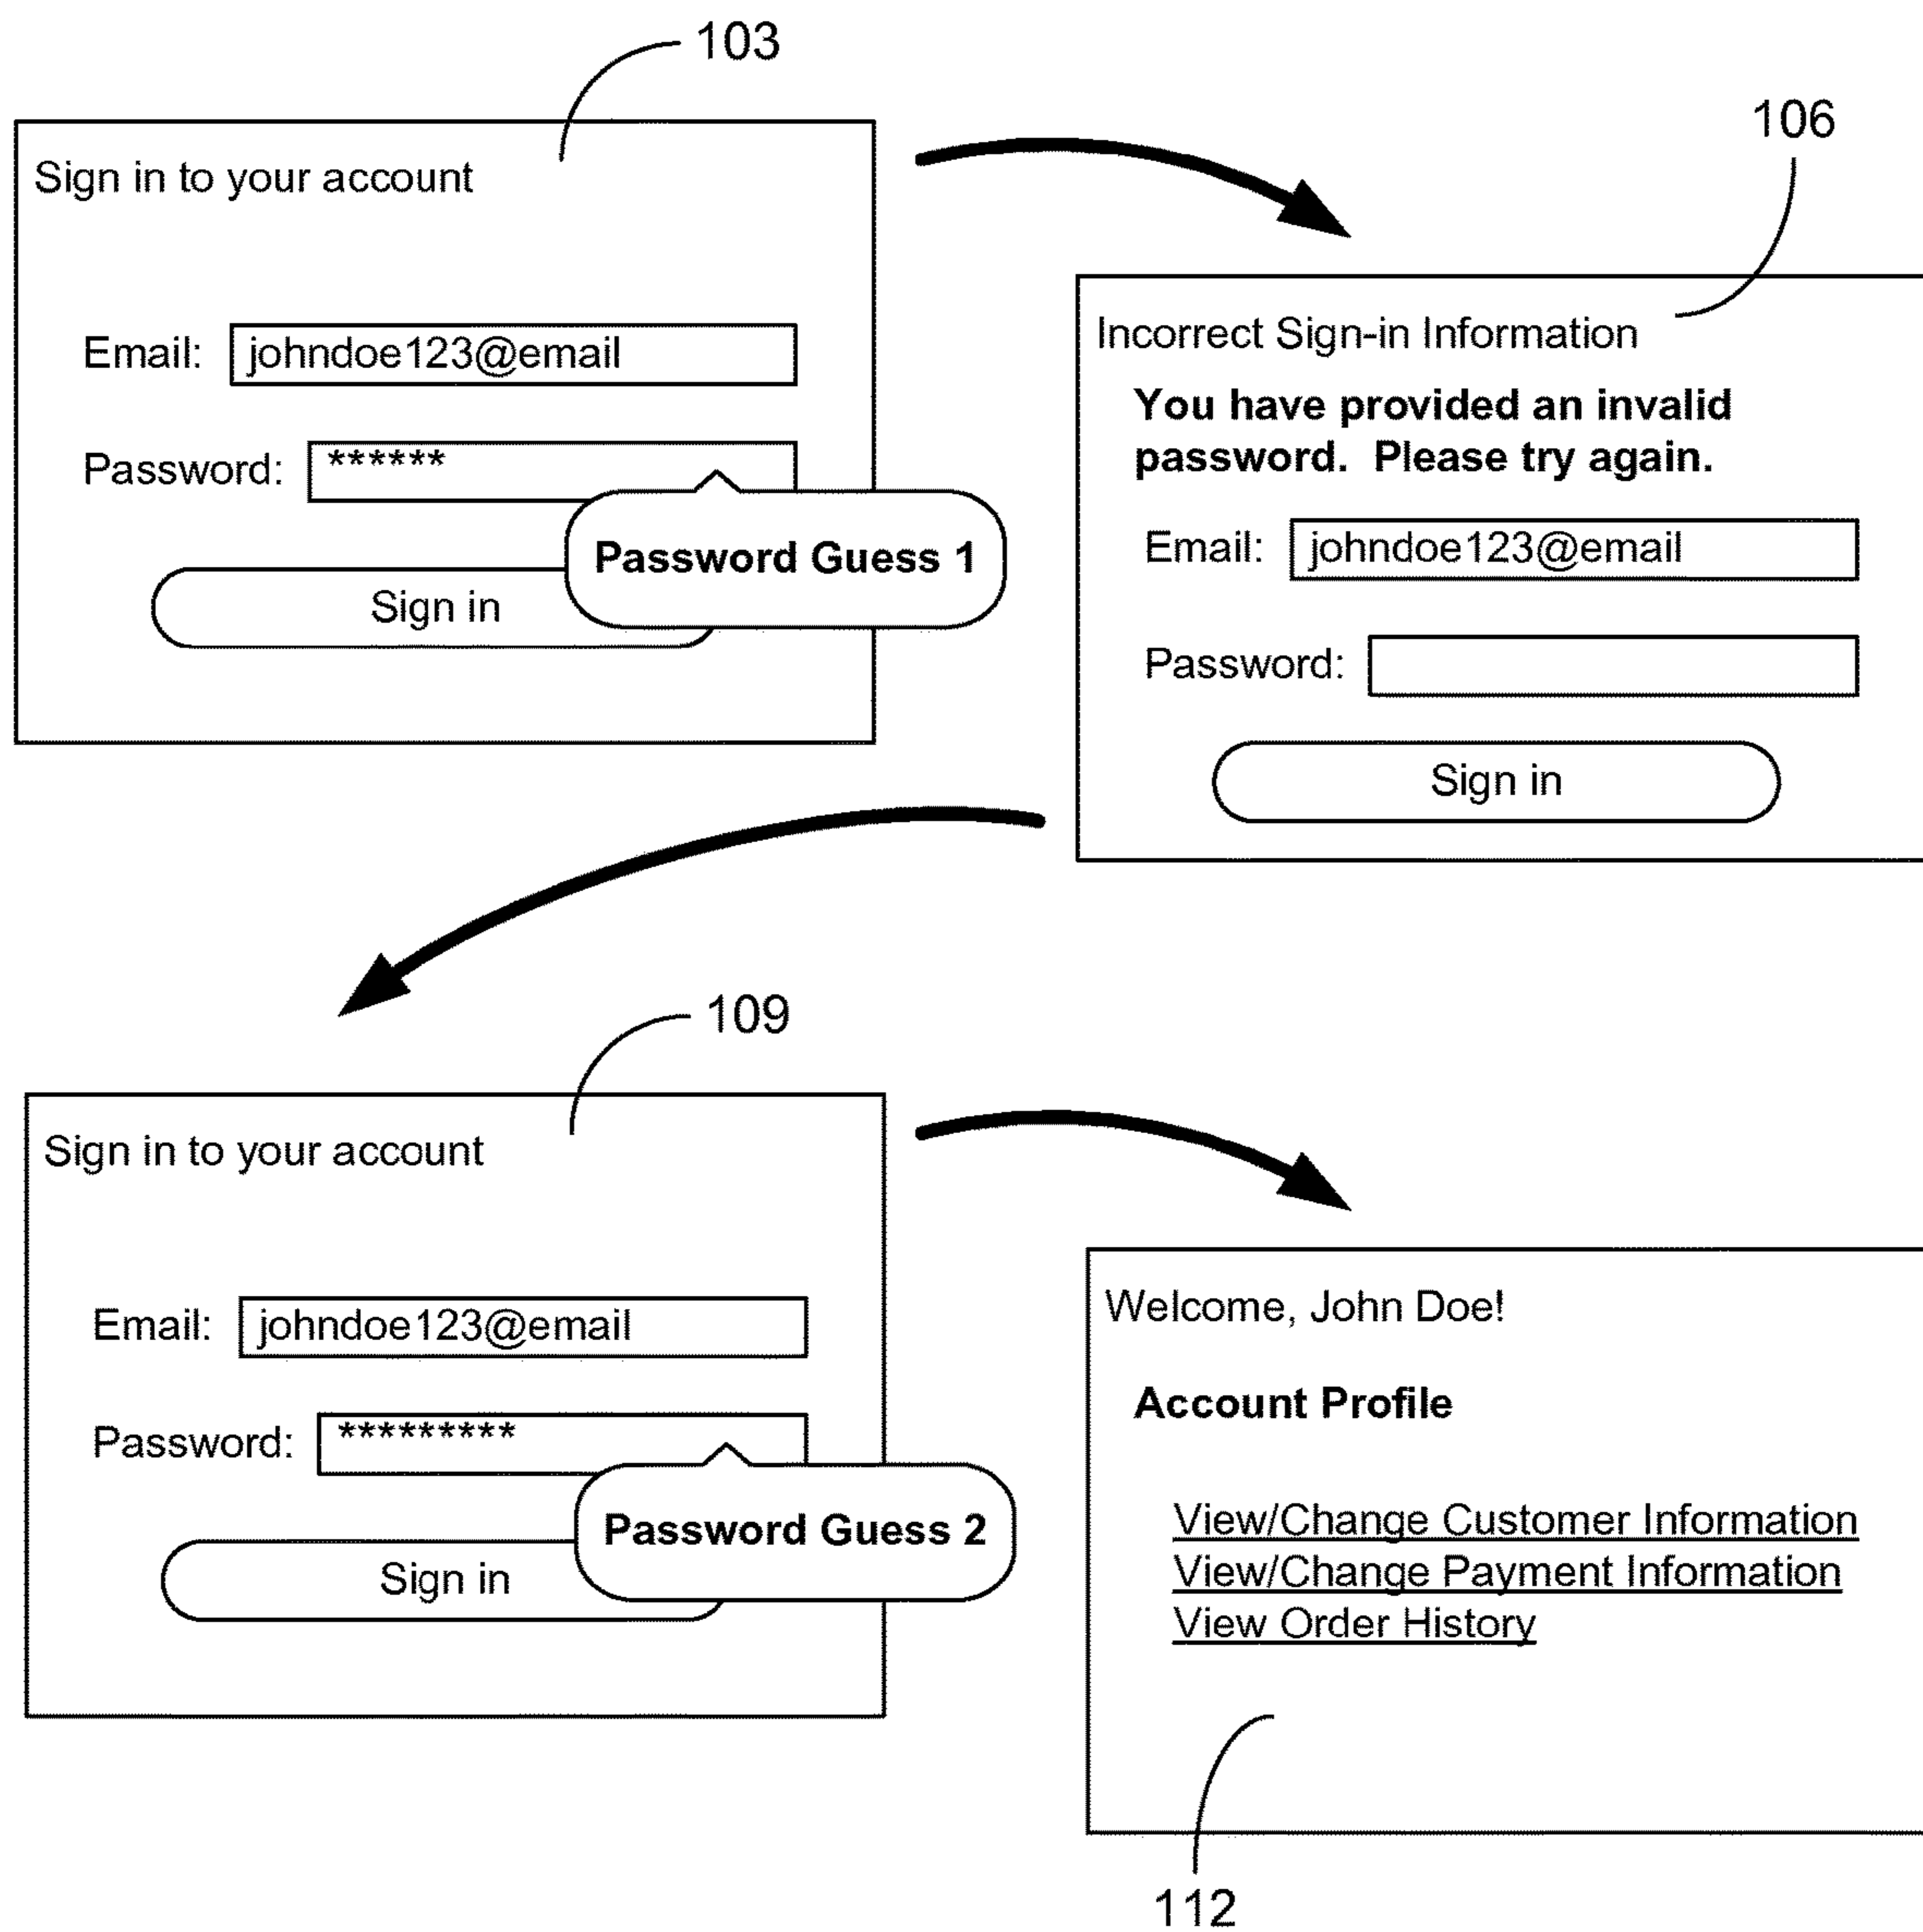 103
Sign in to your account
Email: johndoe123@email
Password: ******
Password Guess 1
Sign in
106
Incorrect Sign-in Information
You have provided an invalid
password.  Please try again.
Email: johndoe123@email
Password:
Sign in
109
Sign in to your account
Email: johndoe123@email
Password: *********
Password Guess 2
Sign in
Welcome, John Doe!
Account Profile
View/Change Customer Information
View/Change Payment Information
View Order History
112